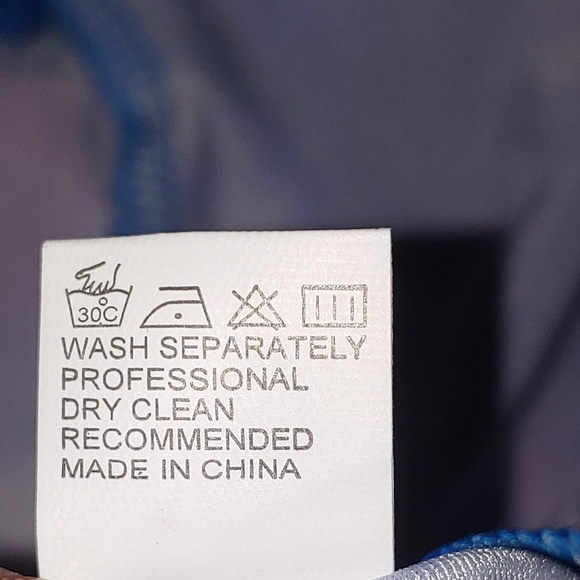 30C
WASH SEPARATELY
PROFESSIONAL
DRY CLEAN
RECOMMENDED
MADE IN CHINA